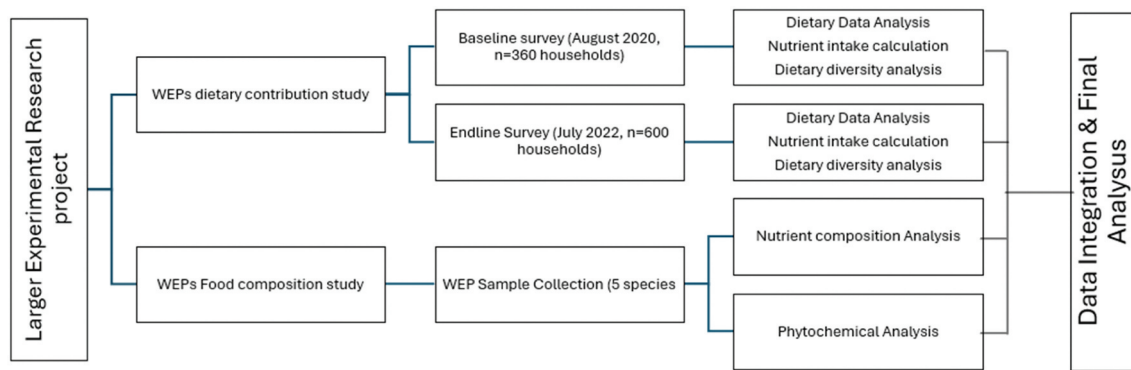 Larger Experimental Research
project
WEPs dietary contribution study
Baseline survey (August 2020,
n=360 households)
Dietary Data Analysis
Nutrient intake calculation
Dietary diversity analysis
Endline Survey (July 2022, n=600
households)
Dietary Data Analysis
Nutrient intake calculation
Dietary diversity analysis
WEPs Food composition study
WEP Sample Collection (5 species
Nutrient composition Analysis
Phytochemical Analysis
Data Integration & Final
Analysus